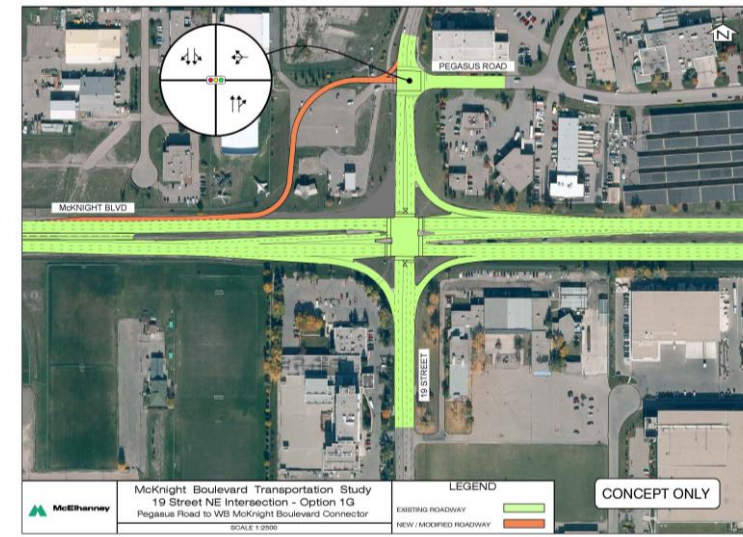 N
PEGASUS ROAD
McKNIGHT BLVD
19 STREET
McElhanney
McKnight Boulevard Transportation Study
19 Street NE Intersection - Option 1G
Pegasus Road to WB McKnight Boulevard Connector
SCALE 1:2500
LEGEND
EXISTING ROADWAY
NEW / MODIFIED ROADWAY
CONCEPT ONLY